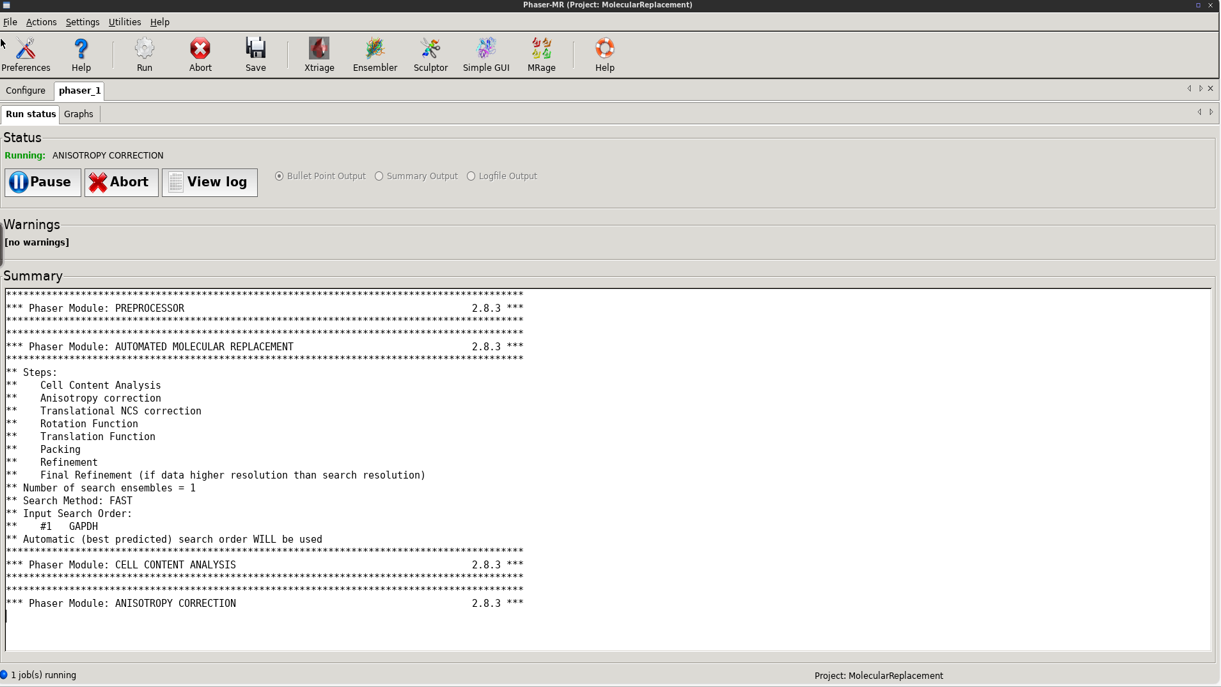 Phaser-MR (Project: MolecularReplacement)
File Actions Settings Utilities Help
Preferences Help Run Abort Save Xtriage Ensembler Sculptor Simple GUI MRage Help
Configure phaser_1
Run status Graphs
Status
Running: ANISOTROPY CORRECTION
Pause Abort View log Bullet Point Output Summary Output Logfile Output
Warnings
[no warnings]
Summary
******************************************************************************************
*** Phaser Module: PREPROCESSOR 2.8.3 ***
******************************************************************************************
******************************************************************************************
*** Phaser Module: AUTOMATED MOLECULAR REPLACEMENT 2.8.3 ***
******************************************************************************************
** Steps:
** Cell Content Analysis
** Anisotropy correction
** Translational NCS correction
** Rotation Function
** Translation Function
** Packing
** Refinement
** Final Refinement (if data higher resolution than search resolution)
** Number of search ensembles = 1
** Search Method: FAST
** Input Search Order:
** #1 GAPDH
** Automatic (best predicted) search order WILL be used
******************************************************************************************
*** Phaser Module: CELL CONTENT ANALYSIS 2.8.3 ***
******************************************************************************************
******************************************************************************************
*** Phaser Module: ANISOTROPY CORRECTION 2.8.3 ***
1 job(s) running Project: MolecularReplacement